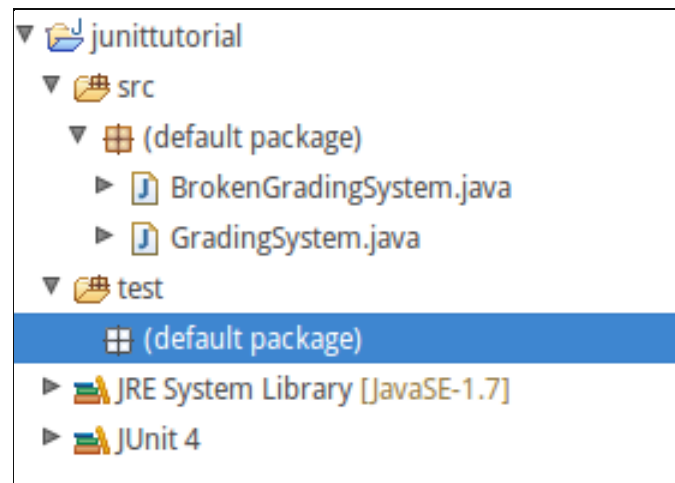 junittutorial
src
(default package)
BrokenGradingSystem.java
GradingSystem.java
test
(default package)
JRE System Library [JavaSE-1.7]
JUnit 4